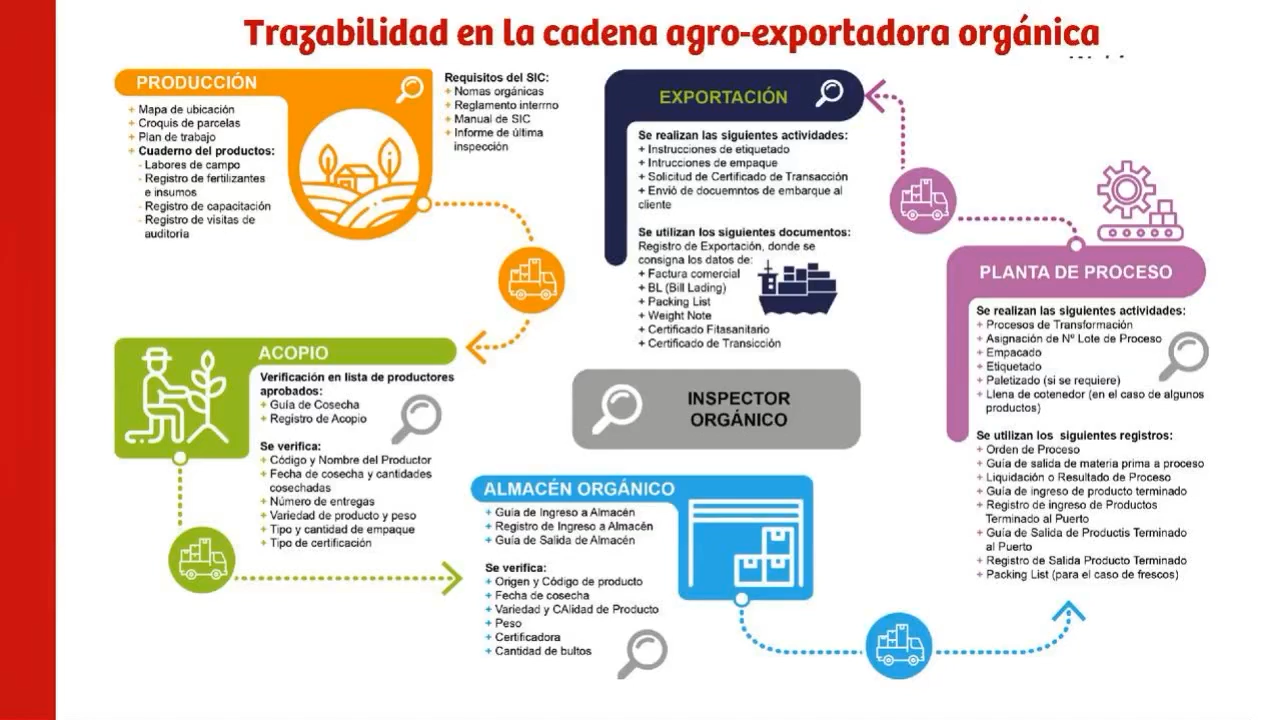 Trazabilidad en la cadena agro-exportadora orgánica
PRODUCCIÓN
+ Mapa de ubicación
+ Croquis de parcelas
+ Plan de trabajo
+ Cuaderno del productos:
- Labores de campo
- Registro de fertilizantes
e insumos
- Registro de capacitación
- Registro de visitas de
auditoria
Requisitos del SIC:
+ Nomas orgánicas
+ Reglamento interrno
+ Manual de SIC
+ Informe de última
inspección
ACOPIO
Verificación en lista de productores
aprobados:
+ Guía de Cosecha
+ Registro de Acopio
Se verifica:
+ Código y Nombre del Productor
+ Fecha de cosecha y cantidades
cosechadas
+ Número de entregas
+ Variedad de producto y peso
+ Tipo y cantidad de empaque
+ Tipo de certificación
ALMACÉN ORGÁNICO
+ Guía de Ingreso a Almacén
+ Registro de Ingreso a Almacén
+ Guía de Salida de Almacén
Se verifica:
+ Origen y Código de producto
+ Fecha de cosecha
+ Variedad y CAlidad de Producto
+ Peso
+ Certificadora
+ Cantidad de bultos
PLANTA DE PROCESO
Se realizan las siguientes actividades:
+ Procesos de Transformación
+ Asignación de Nº Lote de Proceso
+ Empacado
+ Etiquetado
+ Paletizado (si se requiere)
+ Llena de cotenedor (en el caso de algunos
productos)
Se utilizan los siguientes registros:
+ Orden de Proceso
+ Guía de salida de materia prima a proceso
+ Liquidación o Resultado de Proceso
+ Guía de ingreso de producto terminado
+ Registro de ingreso de Productos
Terminado al Puerto
+ Guía de Salida de Productis Terminado
al Puerto
+ Registro de Salida Producto Terminado
+ Packing List (para el caso de frescos)
EXPORTACIÓN
Se realizan las siguientes actividades:
+ Instrucciones de etiquetado
+ Intrucciones de empaque
+ Solicitud de Certificado de Transacción
+ Envió de docuemntos de embarque al
cliente
Se utilizan los siguientes documentos:
Registro de Exportación, donde se
consigna los datos de:
+ Factura comercial
+ BL (Bill Lading)
+ Packing List
+ Weight Note
+ Certificado Fitasanitario
+ Certificado de Transicción
INSPECTOR
ORGÁNICO